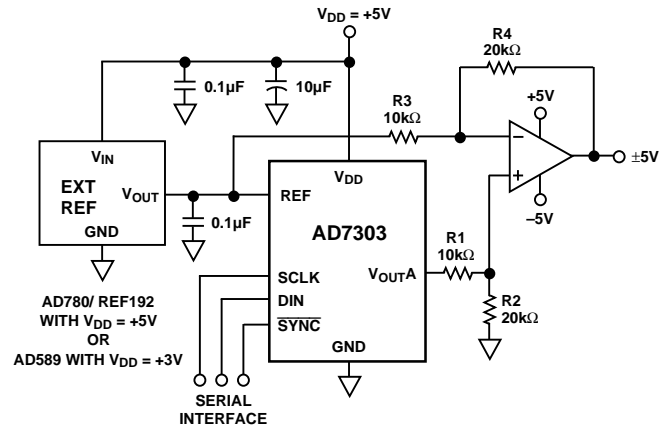 VDD = +5V
R4
20kΩ
0.1µF
10µF
R3
10kΩ
+5V
VIN
EXT
REF
VOUT
GND
VDD
REF
−
+
±5V
–5V
0.1µF
AD7303
R1
10kΩ
VOUTA
SCLK
DIN
SYNC
GND
R2
20kΩ
AD780/ REF192
WITH VDD = +5V
OR
AD589 WITH VDD = +3V
SERIAL
INTERFACE